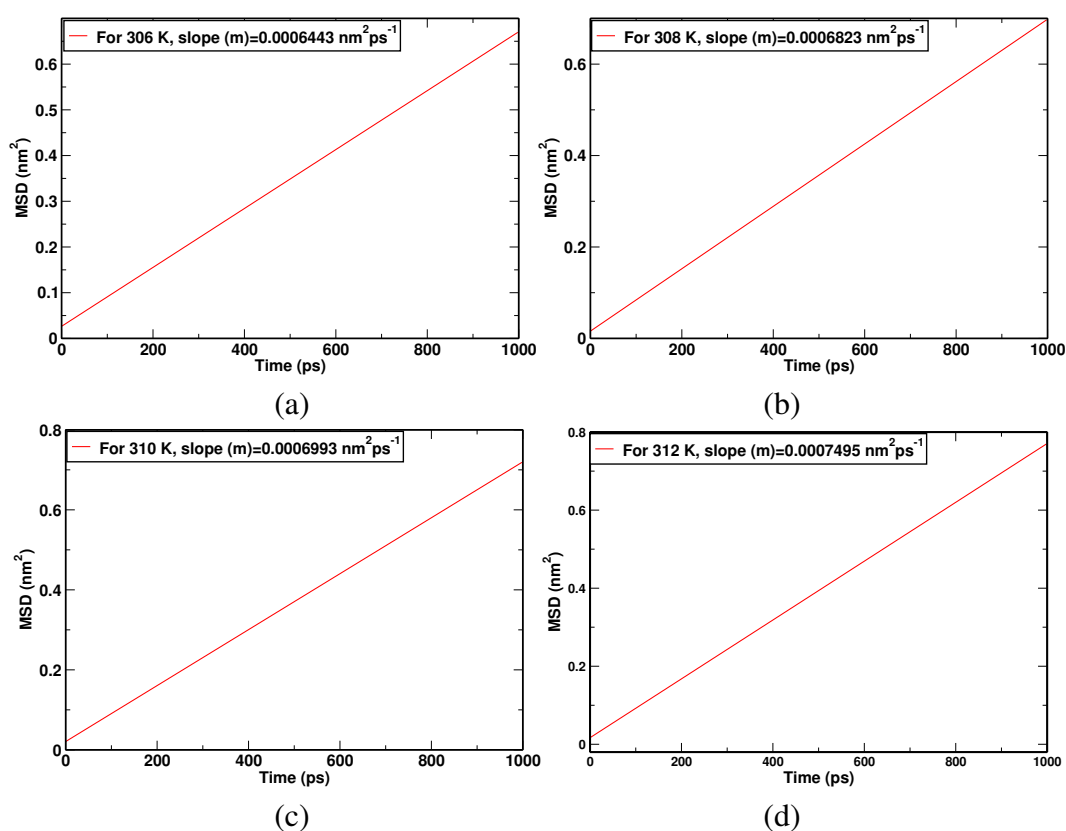 For 306 K, slope (m)=0.0006443 nm²ps⁻¹
MSD (nm²)
0.6
0.5
0.4
0.3
0.2
0.1
0
0 200 400 600 800 1000
Time (ps)
(a)
For 308 K, slope (m)=0.0006823 nm²ps⁻¹
MSD (nm²)
0.6
0.4
0.2
0
0 200 400 600 800 1000
Time (ps)
(b)
For 310 K, slope (m)=0.0006993 nm²ps⁻¹
MSD (nm²)
0.8
0.6
0.4
0.2
0
0 200 400 600 800 1000
Time (ps)
(c)
For 312 K, slope (m)=0.0007495 nm²ps⁻¹
MSD (nm²)
0.8
0.6
0.4
0.2
0
0 200 400 600 800 1000
Time (ps)
(d)